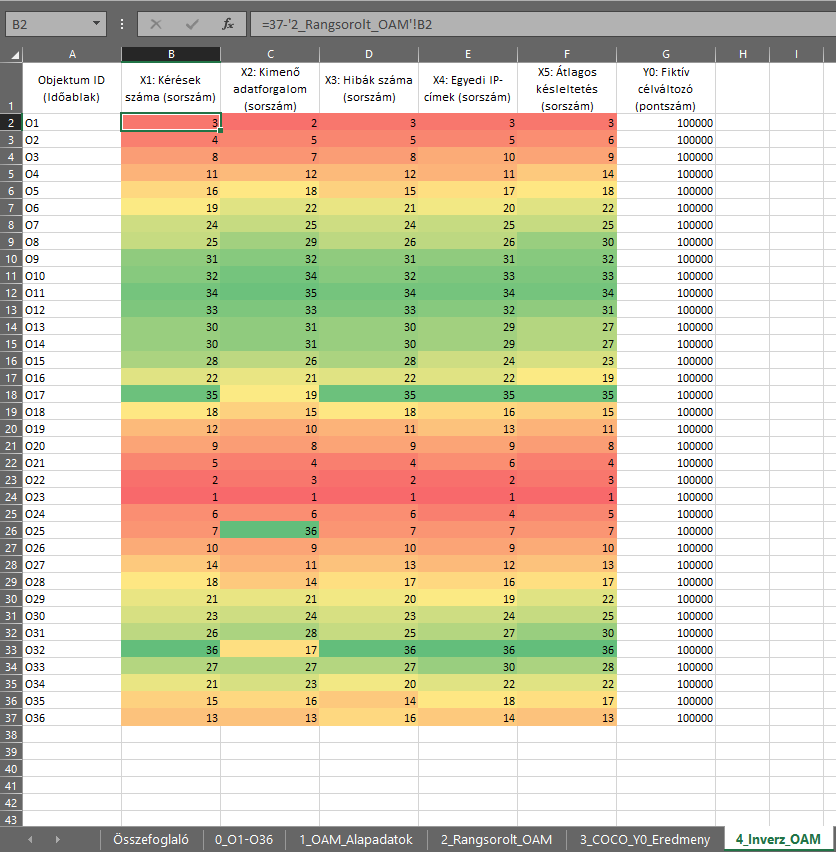 B2 fx =37-'2_Rangsorolt_OAM'!B2
A B C D E F G H I
1 Objektum ID (Időablak) X1: Kérések száma (sorszám) X2: Kimenő adatforgalom (sorszám) X3: Hibák száma (sorszám) X4: Egyedi IP-címek (sorszám) X5: Átlagos késleltetés (sorszám) Y0: Fiktív célváltozó (pontszám)
2 O1 3 2 3 3 3 100000
3 O2 4 5 5 5 6 100000
4 O3 8 7 8 10 9 100000
5 O4 11 12 12 11 14 100000
6 O5 16 18 15 17 18 100000
7 O6 19 22 21 20 22 100000
8 O7 24 25 24 25 25 100000
9 O8 25 29 26 26 30 100000
10 O9 31 32 31 31 32 100000
11 O10 32 34 32 33 33 100000
12 O11 34 35 34 34 34 100000
13 O12 33 33 33 32 31 100000
14 O13 30 31 30 29 27 100000
15 O14 30 31 30 29 27 100000
16 O15 28 26 28 24 23 100000
17 O16 22 21 22 22 19 100000
18 O17 35 19 35 35 35 100000
19 O18 18 15 18 16 15 100000
20 O19 12 10 11 13 11 100000
21 O20 9 8 9 9 8 100000
22 O21 5 4 4 6 4 100000
23 O22 2 3 2 2 3 100000
24 O23 1 1 1 1 1 100000
25 O24 6 6 6 4 5 100000
26 O25 7 36 7 7 7 100000
27 O26 10 9 10 9 10 100000
28 O27 14 11 13 12 13 100000
29 O28 18 14 17 16 17 100000
30 O29 21 21 20 19 22 100000
31 O30 23 24 23 24 25 100000
32 O31 26 28 25 27 30 100000
33 O32 36 17 36 36 36 100000
34 O33 27 27 27 30 28 100000
35 O34 21 23 20 22 22 100000
36 O35 15 16 14 18 17 100000
37 O36 13 13 16 14 13 100000
38
39
40
41
42
43
Összefoglaló 0_O1-O36 1_OAM_Alapadatok 2_Rangsorolt_OAM 3_COCO_Y0_Eredmeny 4_Inverz_OAM